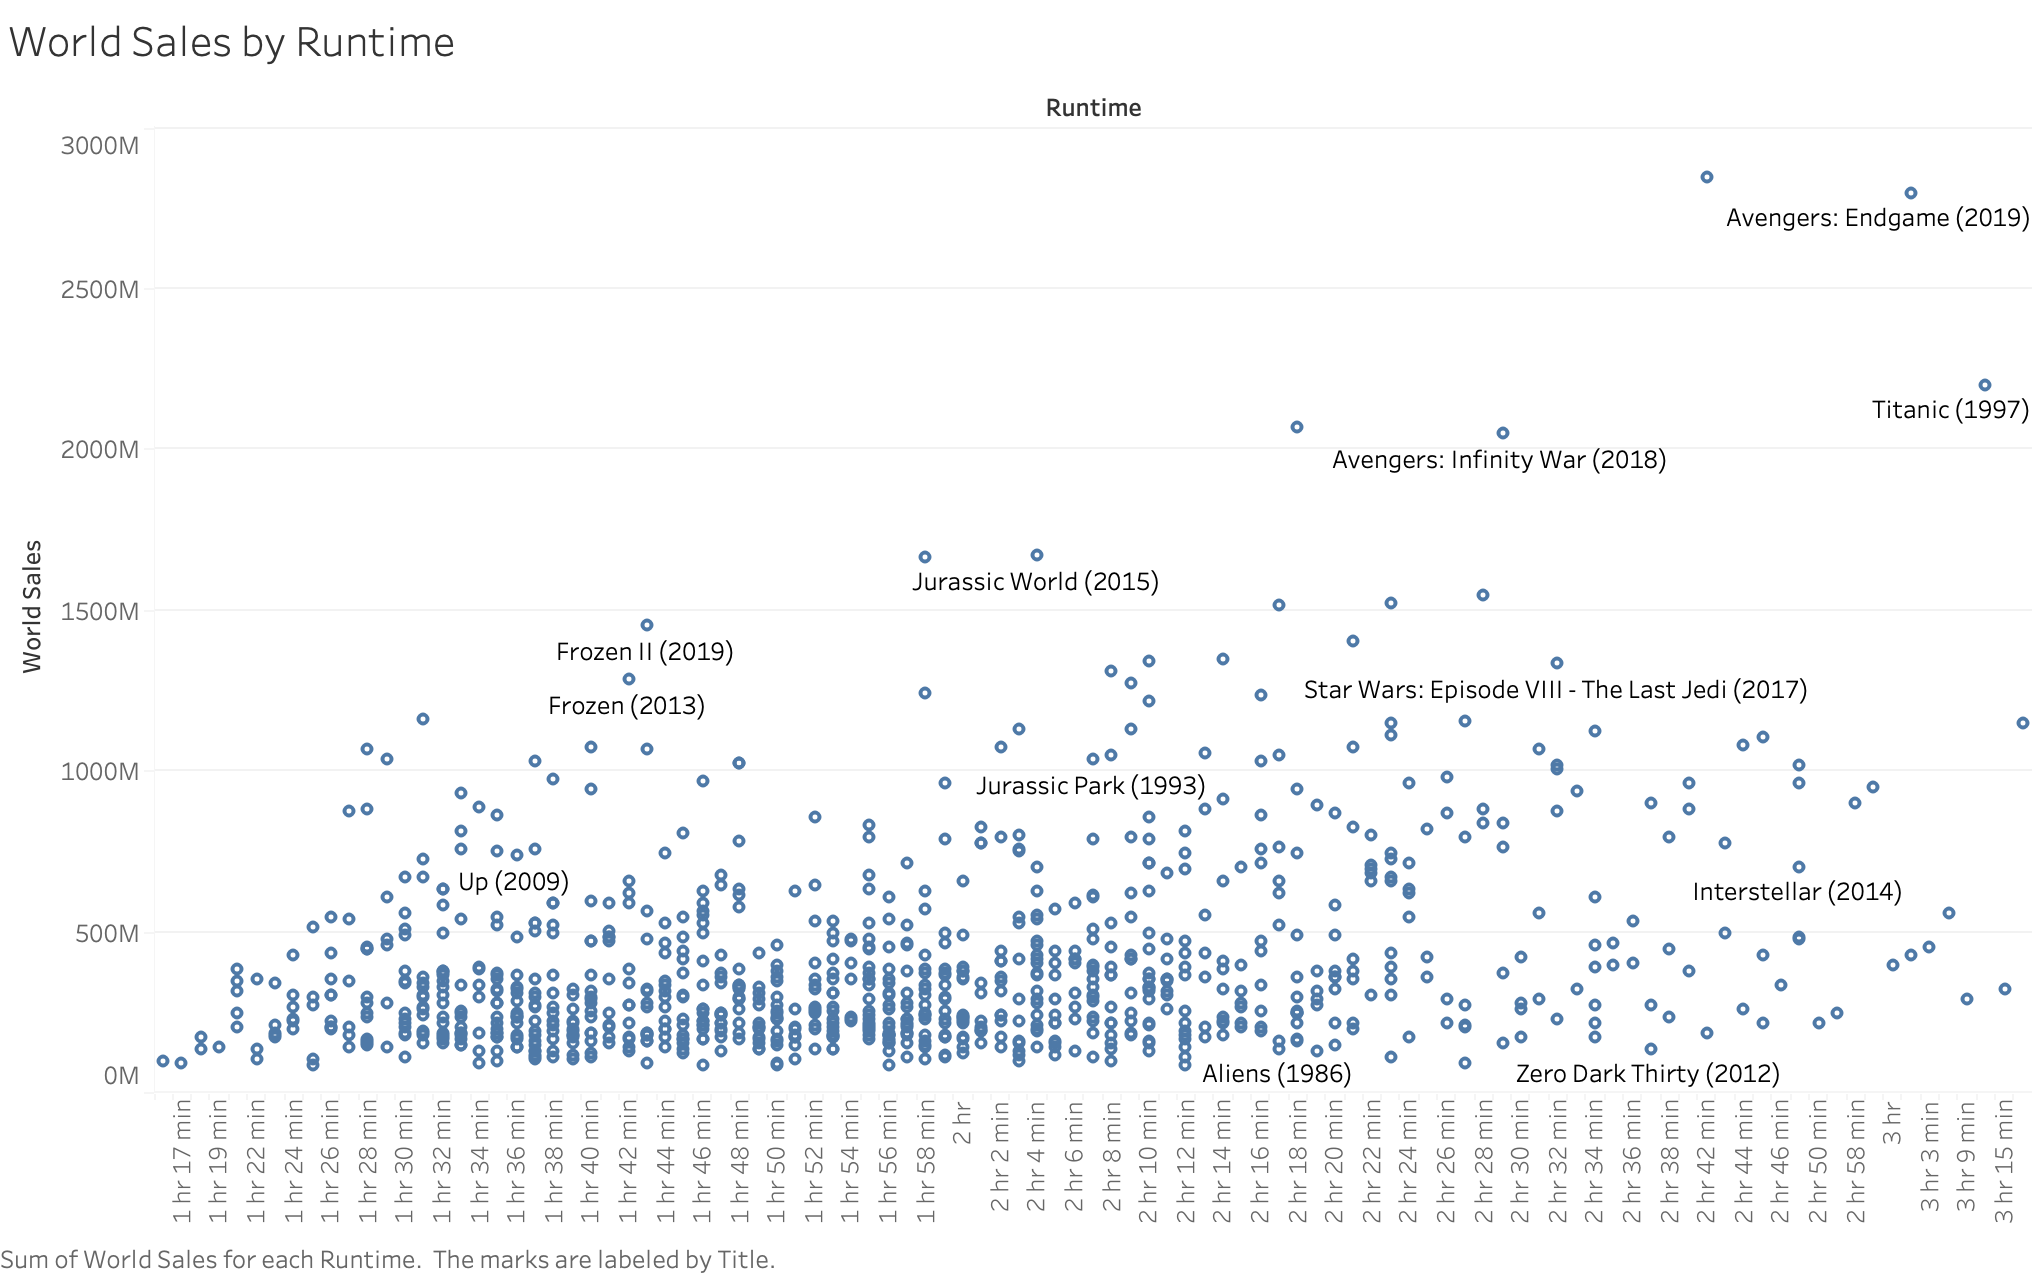 World Sales by Runtime
Runtime
3000M
Avengers: Endgame (2019)
2500M
Titanic (1997)
2000M
Avengers: Infinity War (2018)
World Sales
Jurassic World (2015)
1500M
Frozen II (2019)
Star Wars: Episode VIII - The Last Jedi (2017)
Frozen (2013)
1000M
Jurassic Park (1993)
Up (2009)
Interstellar (2014)
500M
0M
Aliens (1986)
Zero Dark Thirty (2012)
1 hr 17 min
1 hr 19 min
1 hr 22 min
1 hr 24 min
1 hr 26 min
1 hr 28 min
1 hr 30 min
1 hr 32 min
1 hr 34 min
1 hr 36 min
1 hr 38 min
1 hr 40 min
1 hr 42 min
1 hr 44 min
1 hr 46 min
1 hr 48 min
1 hr 50 min
1 hr 52 min
1 hr 54 min
1 hr 56 min
1 hr 58 min
2 hr
2 hr 2 min
2 hr 4 min
2 hr 6 min
2 hr 8 min
2 hr 10 min
2 hr 12 min
2 hr 14 min
2 hr 16 min
2 hr 18 min
2 hr 20 min
2 hr 22 min
2 hr 24 min
2 hr 26 min
2 hr 28 min
2 hr 30 min
2 hr 32 min
2 hr 34 min
2 hr 36 min
2 hr 38 min
2 hr 42 min
2 hr 44 min
2 hr 46 min
2 hr 50 min
2 hr 58 min
3 hr
3 hr 3 min
3 hr 9 min
3 hr 15 min
Sum of World Sales for each Runtime.  The marks are labeled by Title.